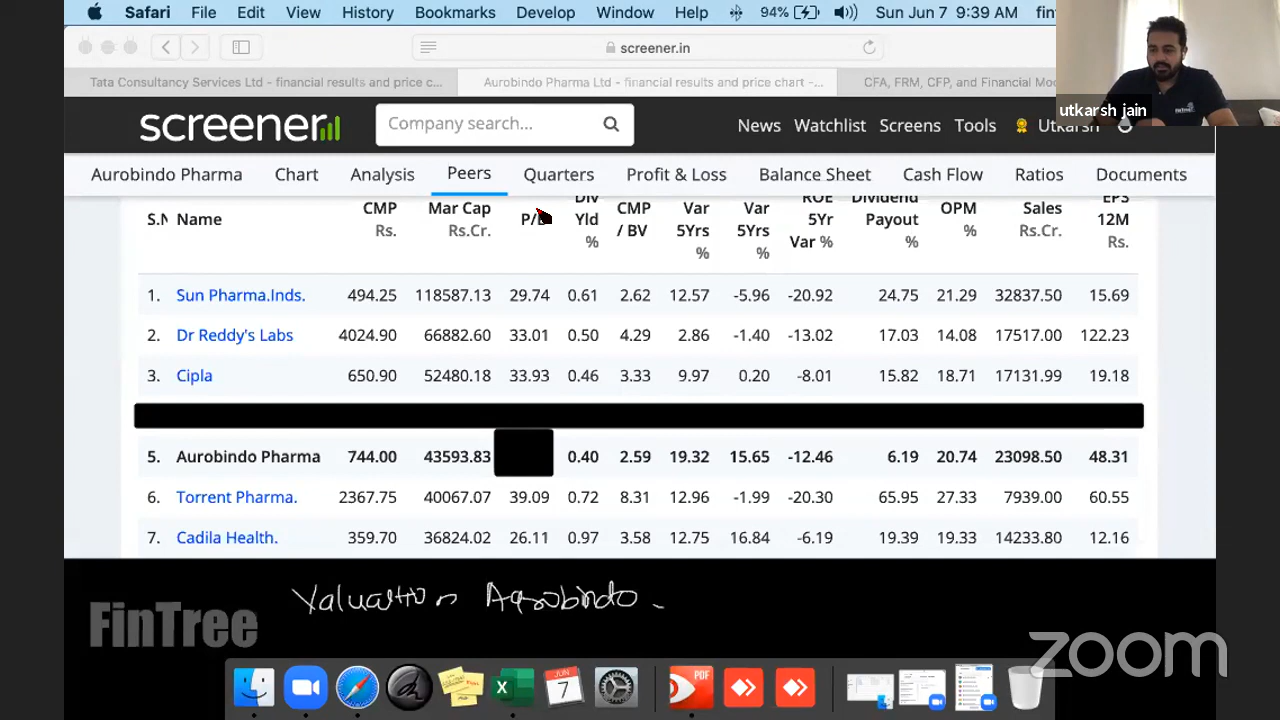 Safari File Edit View History Bookmarks Develop Window Help 94% Sun Jun 7 9:39 AM fin
screener.in
Tata Consultancy Services Ltd - financial results and price c... Aurobindo Pharma Ltd - financial results and price chart -... CFA, FRM, CFP, and Financial Mo
utkarsh jain
screener Company search... News Watchlist Screens Tools Utkarsh
Aurobindo Pharma Chart Analysis Peers Quarters Profit & Loss Balance Sheet Cash Flow Ratios Documents
Div ROE Dividend EPS
S.N Name CMP Mar Cap P/E Yld CMP Var Var 5Yr Payout OPM Sales 12M
Rs. Rs.Cr. % / BV 5Yrs 5Yrs Var % % % Rs.Cr. Rs.
% %
1. Sun Pharma.Inds. 494.25 118587.13 29.74 0.61 2.62 12.57 -5.96 -20.92 24.75 21.29 32837.50 15.69
2. Dr Reddy's Labs 4024.90 66882.60 33.01 0.50 4.29 2.86 -1.40 -13.02 17.03 14.08 17517.00 122.23
3. Cipla 650.90 52480.18 33.93 0.46 3.33 9.97 0.20 -8.01 15.82 18.71 17131.99 19.18
5. Aurobindo Pharma 744.00 43593.83 0.40 2.59 19.32 15.65 -12.46 6.19 20.74 23098.50 48.31
6. Torrent Pharma. 2367.75 40067.07 39.09 0.72 8.31 12.96 -1.99 -20.30 65.95 27.33 7939.00 60.55
7. Cadila Health. 359.70 36824.02 26.11 0.97 3.58 12.75 16.84 -6.19 19.39 19.33 14233.80 12.16
Valuation Aurobindo -
FinTree
zoom
JUN
7
X
PDF